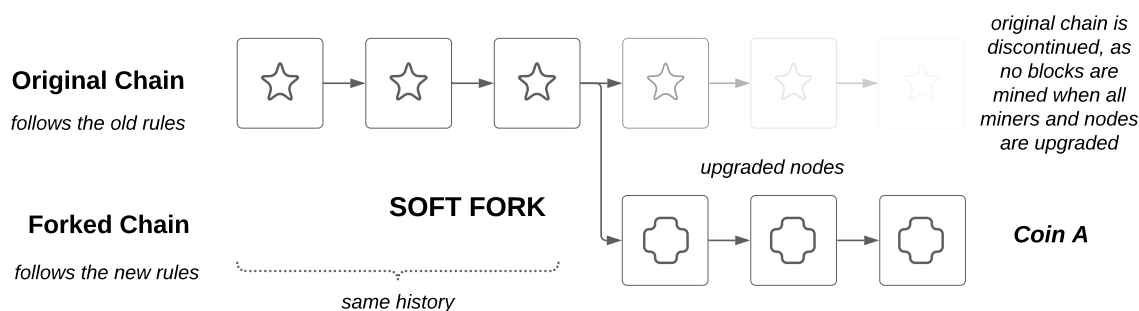 Original Chain
follows the old rules
original chain is
discontinued, as
no blocks are
mined when all
miners and nodes
are upgraded
upgraded nodes
SOFT FORK
Forked Chain
follows the new rules
Coin A
same history